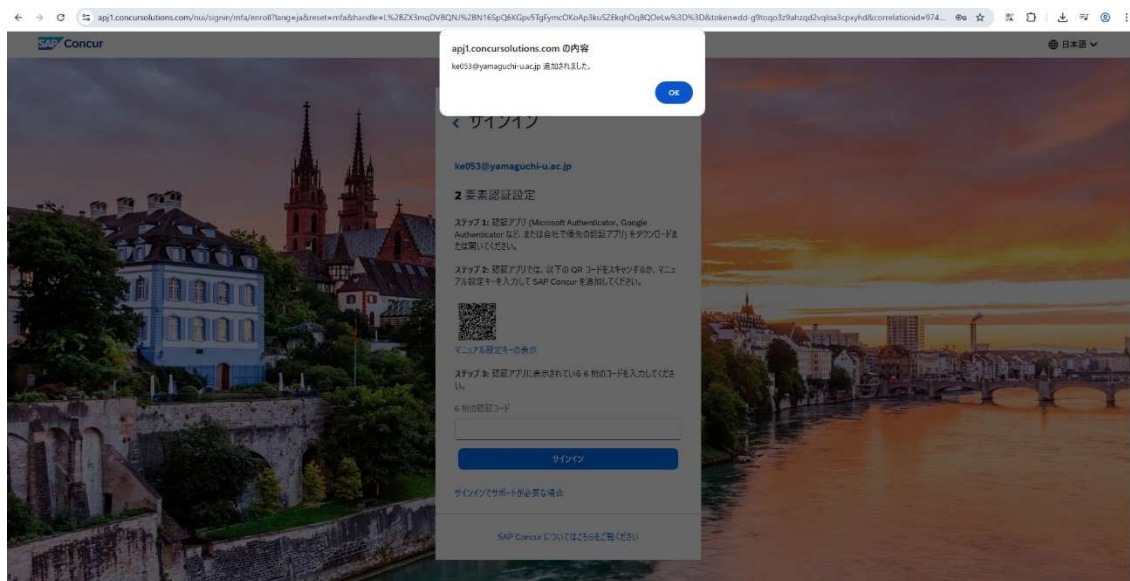 apj1.concursolutions.com/nui/signin/mfa/enroll?lang=ja&reset=mfa&handle=L%2BZX3mqDVBQNJ%2BN16SpQ6KGpv5TgFymcOKoAp3kuSZEkqhOq8QOeLw%3D%3D&token=dd-g9toqo3z9ahzqd2vqloa3cpxyhd&correlationid=974...
SAP Concur
日本語
apj1.concursolutions.com の内容
ke053@yamaguchi-u.ac.jp 追加されました。
OK
サインイン
ke053@yamaguchi-u.ac.jp
2 要素認証設定
ステップ 1: 認証アプリ (Microsoft Authenticator、Google
Authenticator など、または会社で優先の認証アプリ) をダウンロードま
たは開いてください。
ステップ 2: 認証アプリでは、以下の QR コードをスキャンするか、マニュ
アル設定キーを入力して SAP Concur を追加してください。
マニュアル設定キーの表示
ステップ 3: 認証アプリに表示されている 6 桁のコードを入力してくださ
い。
6 桁の認証コード
サインイン
サインインでサポートが必要な場合
SAP Concur についてはこちらをご覧ください